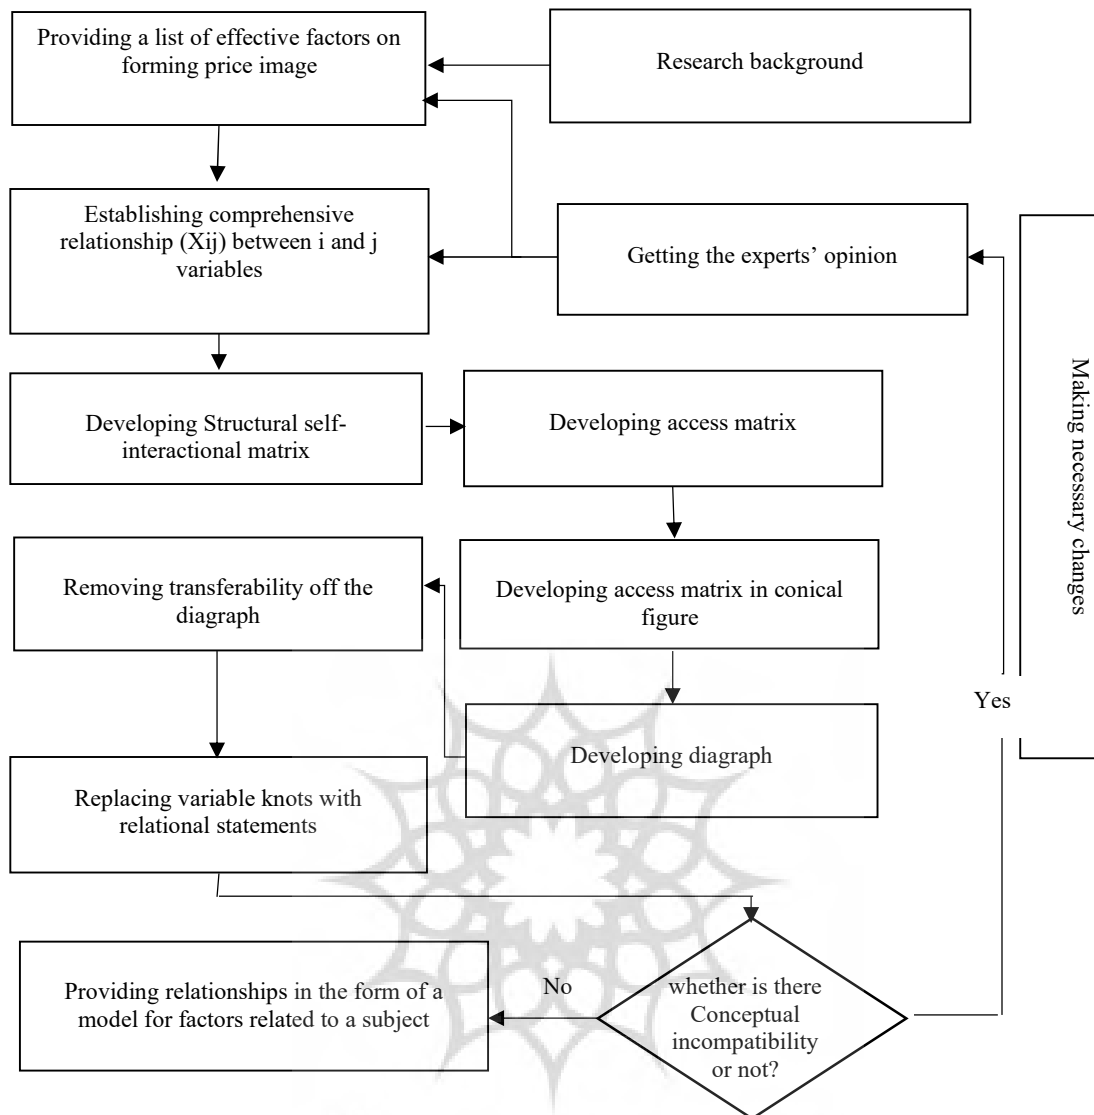 Providing a list of effective factors on
forming price image
Research background
Establishing comprehensive
relationship (Xij) between i and j
variables
Getting the experts’ opinion
Making necessary changes
Developing Structural self-
interactional matrix
Developing access matrix
Removing transferability off the
diagraph
Developing access matrix in conical
figure
Yes
Developing diagraph
Replacing variable knots with
relational statements
Providing relationships in the form of a
model for factors related to a subject
No
whether is there
Conceptual
incompatibility
or not?